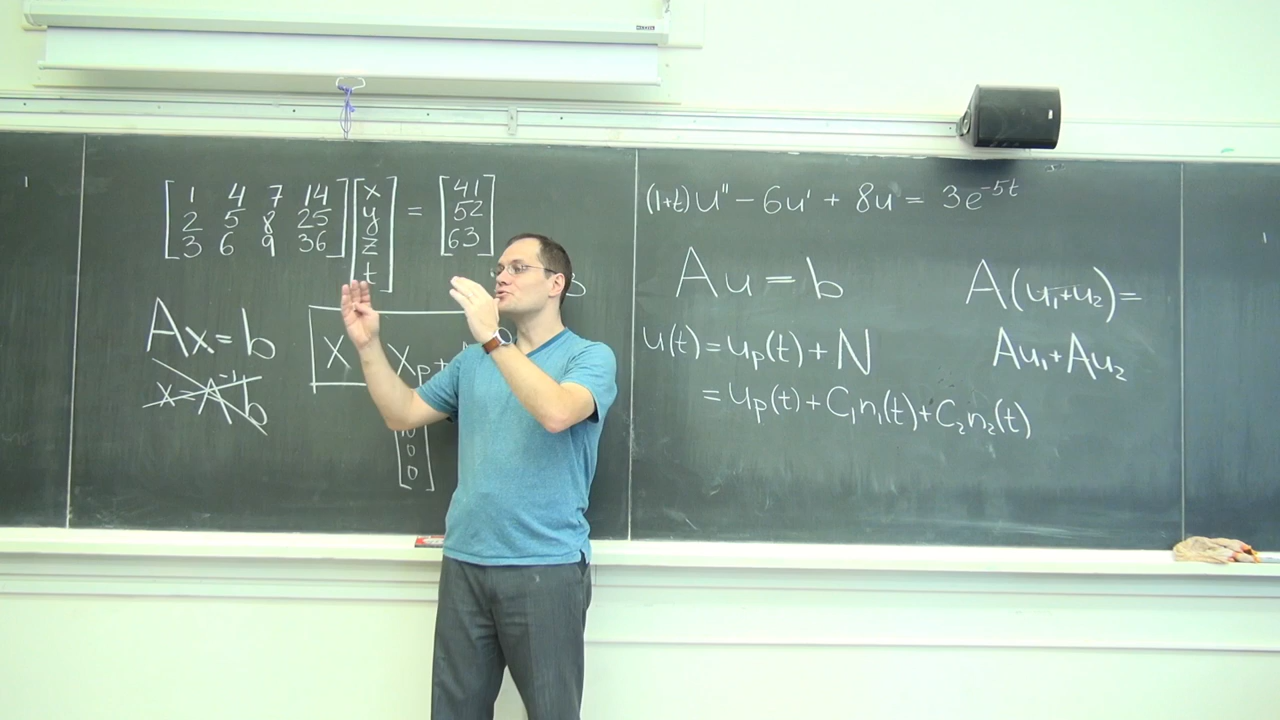 [1 4 7 14] [x] [41]
[2 5 8 25] [y] = [52]
[3 6 9 36] [z] [63]
[t]
Ax = b
x = A⁻¹b
X Xp +
0
0
(1+t)u'' − 6u' + 8u = 3e^{-5t}
Au = b
u(t) = up(t) + N
= up(t) + C₁n₁(t) + C₂n₂(t)
A(u₁+u₂) =
Au₁ + Au₂